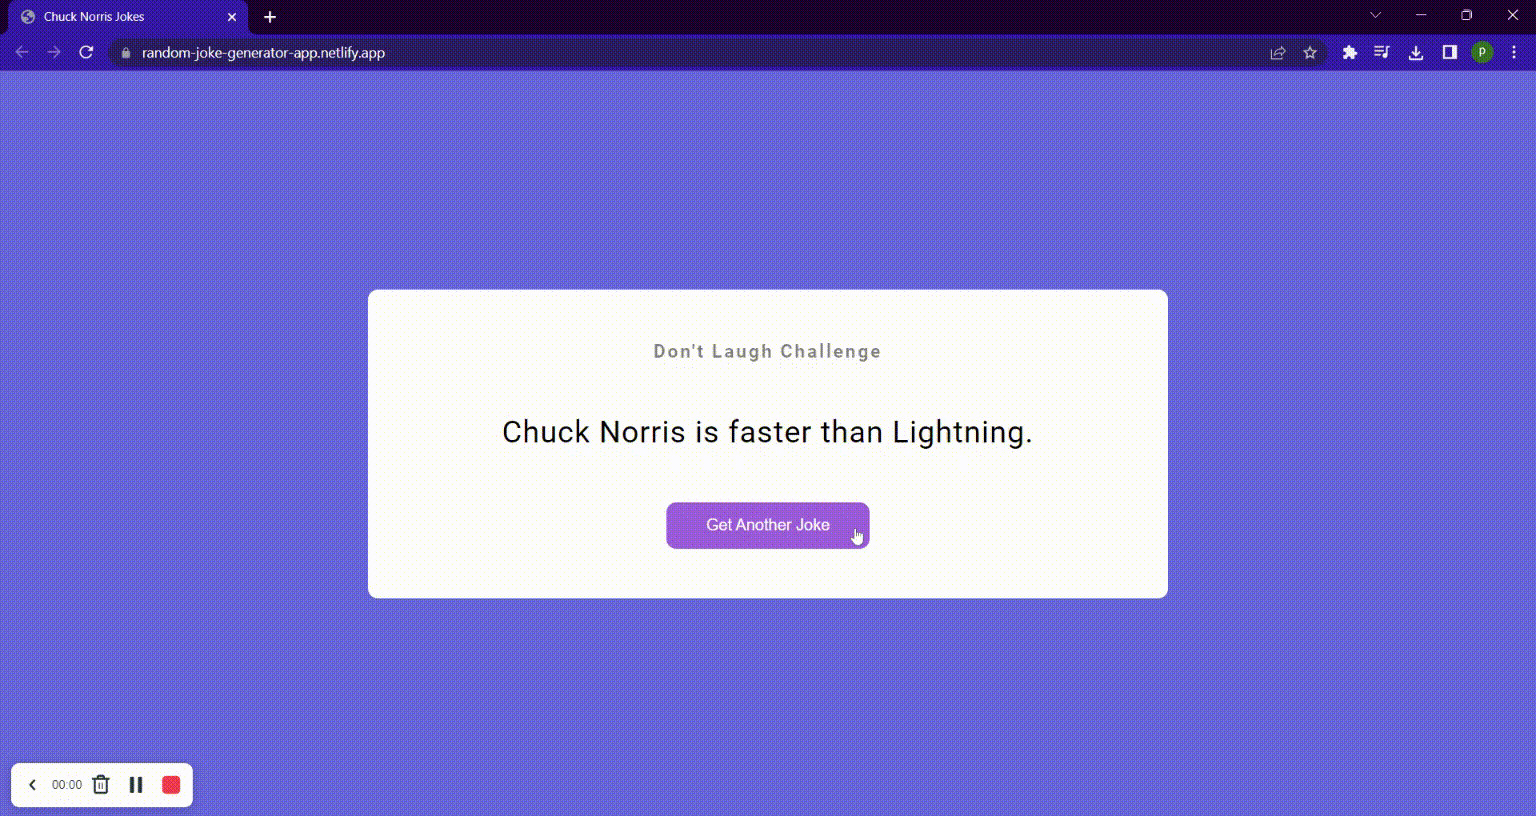 Chuck Norris Jokes
random-joke-generator-app.netlify.app
P
Don't Laugh Challenge
Chuck Norris is faster than Lightning.
Get Another Joke
00:00